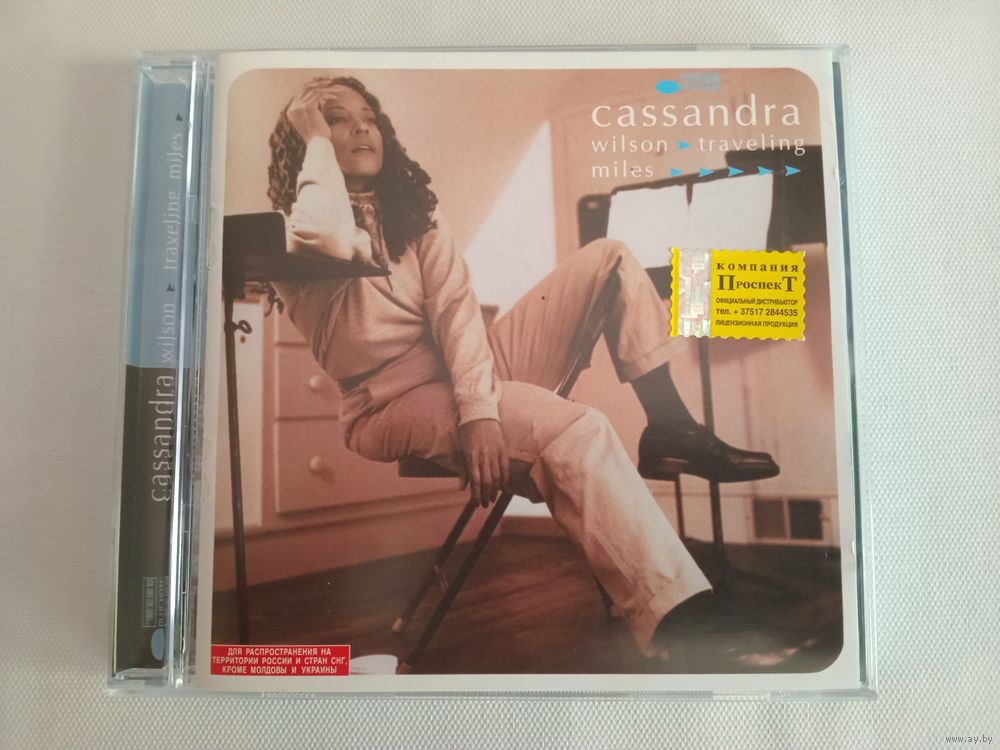 cassandra
wilson ➤ traveling
miles ➤ ➤ ➤ ➤ ➤
компания
ПроспекТ
ОФИЦИАЛЬНЫЙ ДИСТРИБЬЮТОР
тел. + 37517 2844535
ЛИЦЕНЗИОННАЯ ПРОДУКЦИЯ
cassandra wilson ➤ traveling miles ➤
ДЛЯ РАСПРОСТРАНЕНИЯ НА
ТЕРРИТОРИИ РОССИИ И СТРАН СНГ,
КРОМЕ МОЛДОВЫ И УКРАИНЫ
www.ay.by